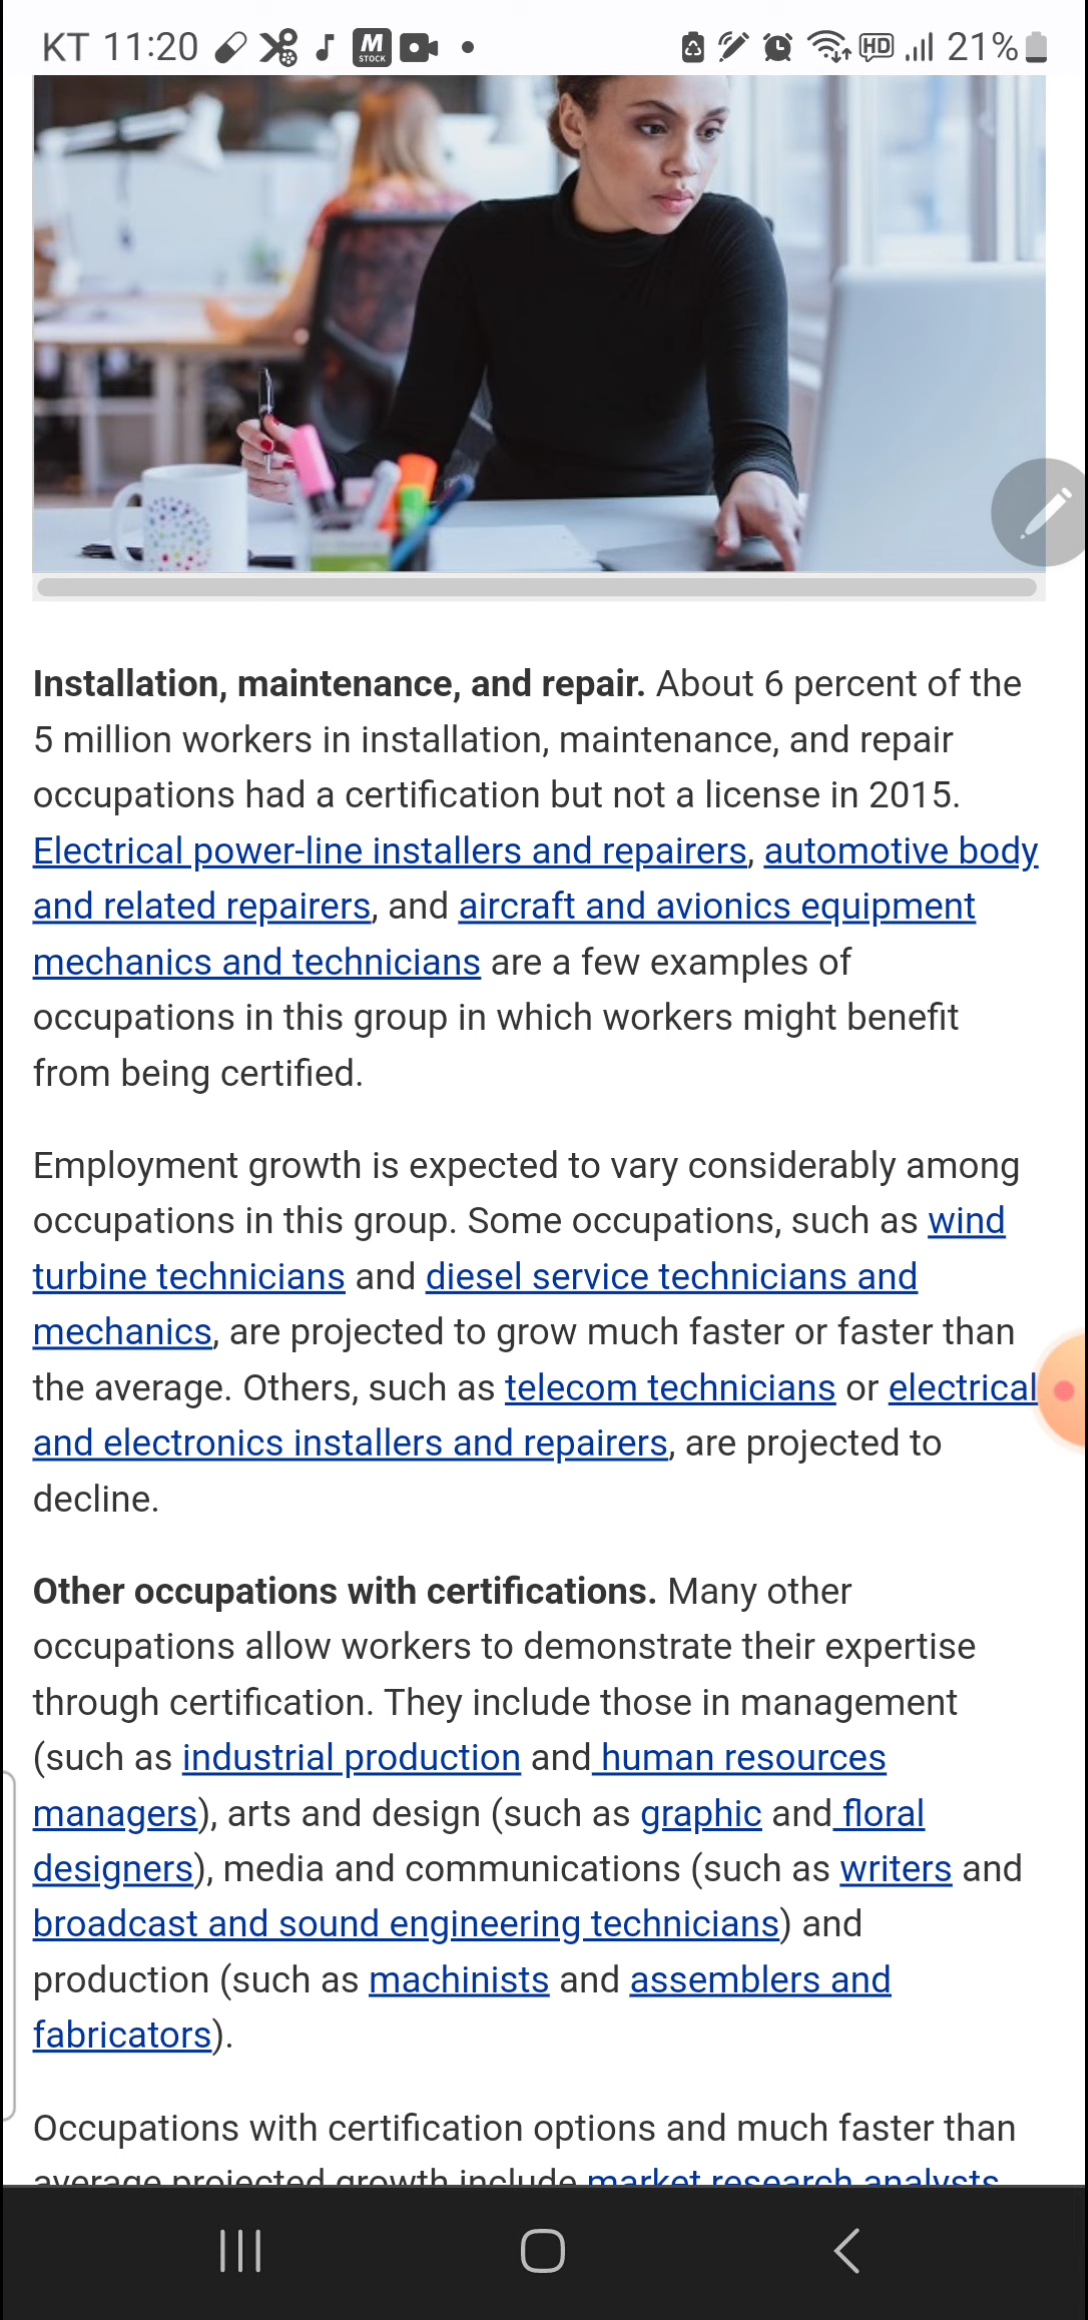 KT 11:20
M
STOCK
HD
21%
Installation, maintenance, and repair. About 6 percent of the
5 million workers in installation, maintenance, and repair
occupations had a certification but not a license in 2015.
Electrical power-line installers and repairers, automotive body
and related repairers, and aircraft and avionics equipment
mechanics and technicians are a few examples of
occupations in this group in which workers might benefit
from being certified.
Employment growth is expected to vary considerably among
occupations in this group. Some occupations, such as wind
turbine technicians and diesel service technicians and
mechanics, are projected to grow much faster or faster than
the average. Others, such as telecom technicians or electrical
and electronics installers and repairers, are projected to
decline.
Other occupations with certifications. Many other
occupations allow workers to demonstrate their expertise
through certification. They include those in management
(such as industrial production and human resources
managers), arts and design (such as graphic and floral
designers), media and communications (such as writers and
broadcast and sound engineering technicians) and
production (such as machinists and assemblers and
fabricators).
Occupations with certification options and much faster than
average projected growth include market research analysts